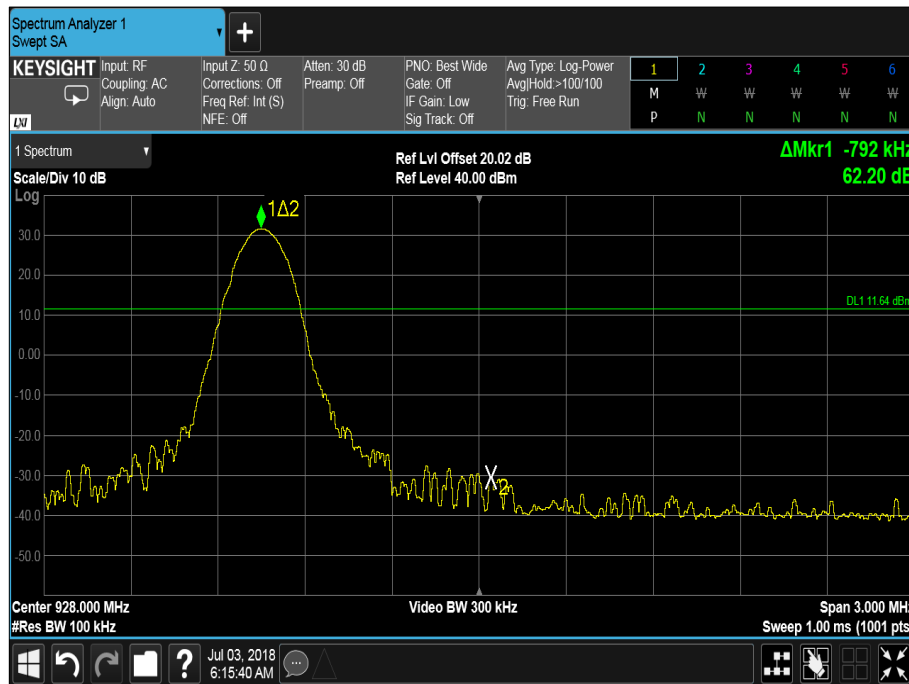 Spectrum Analyzer 1
Swept SA
KEYSIGHT
LXI
Input: RF
Coupling: AC
Align: Auto
Input Z: 50 Ω
Corrections: Off
Freq Ref: Int (S)
NFE: Off
Atten: 30 dB
Preamp: Off
PNO: Best Wide
Gate: Off
IF Gain: Low
Sig Track: Off
Avg Type: Log-Power
Avg|Hold:>100/100
Trig: Free Run
1 2 3 4 5 6
M W W W W W
P N N N N N
1 Spectrum
Scale/Div 10 dB
Log
Ref Lvl Offset 20.02 dB
Ref Level 40.00 dBm
ΔMkr1 -792 kHz
62.20 dB
1Δ2
30.0
20.0
DL1 11.64 dBm
10.0
0.00
-10.0
-20.0
-30.0
2
-40.0
-50.0
Center 928.000 MHz
#Res BW 100 kHz
Video BW 300 kHz
Span 3.000 MHz
Sweep 1.00 ms (1001 pts
Jul 03, 2018
6:15:40 AM